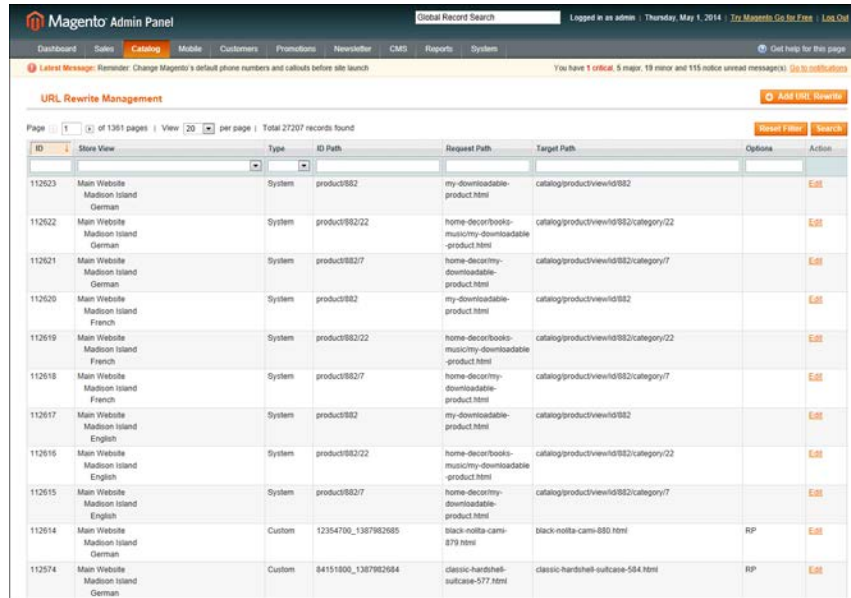 Magento Admin Panel
Global Record Search
Logged in as admin | Thursday, May 1, 2014 | Try Magento Go for Free | Log Out
Dashboard Sales Catalog Mobile Customers Promotions Newsletter CMS Reports System Get help for this page
Latest Message: Reminder: Change Magento's default phone numbers and callouts before site launch You have 1 critical, 5 major, 19 minor and 115 notice unread message(s). Go to notifications
URL Rewrite Management Add URL Rewrite
Page 1 of 1361 pages | View 20 per page | Total 27207 records found Reset Filter Search
ID Store View Type ID Path Request Path Target Path Options Action
112623 Main Website System product/882 my-downloadable- catalog/product/view/id/882 Edit
Madison Island product.html
German
112622 Main Website System product/882/22 home-decor/books- catalog/product/view/id/882/category/22 Edit
Madison Island music/my-downloadable
German -product.html
112621 Main Website System product/882/7 home-decor/my- catalog/product/view/id/882/category/7 Edit
Madison Island downloadable-
German product.html
112620 Main Website System product/882 my-downloadable- catalog/product/view/id/882 Edit
Madison Island product.html
French
112619 Main Website System product/882/22 home-decor/books- catalog/product/view/id/882/category/22 Edit
Madison Island music/my-downloadable
French -product.html
112618 Main Website System product/882/7 home-decor/my- catalog/product/view/id/882/category/7 Edit
Madison Island downloadable-
French product.html
112617 Main Website System product/882 my-downloadable- catalog/product/view/id/882 Edit
Madison Island product.html
English
112616 Main Website System product/882/22 home-decor/books- catalog/product/view/id/882/category/22 Edit
Madison Island music/my-downloadable
English -product.html
112615 Main Website System product/882/7 home-decor/my- catalog/product/view/id/882/category/7 Edit
Madison Island downloadable-
English product.html
112614 Main Website Custom 12354700_1387982685 black-nolita-cami- black-nolita-cami-880.html RP Edit
Madison Island 879.html
German
112574 Main Website Custom 84151800_1387982684 classic-hardshell- classic-hardshell-suitcase-584.html RP Edit
Madison Island suitcase-577.html
German